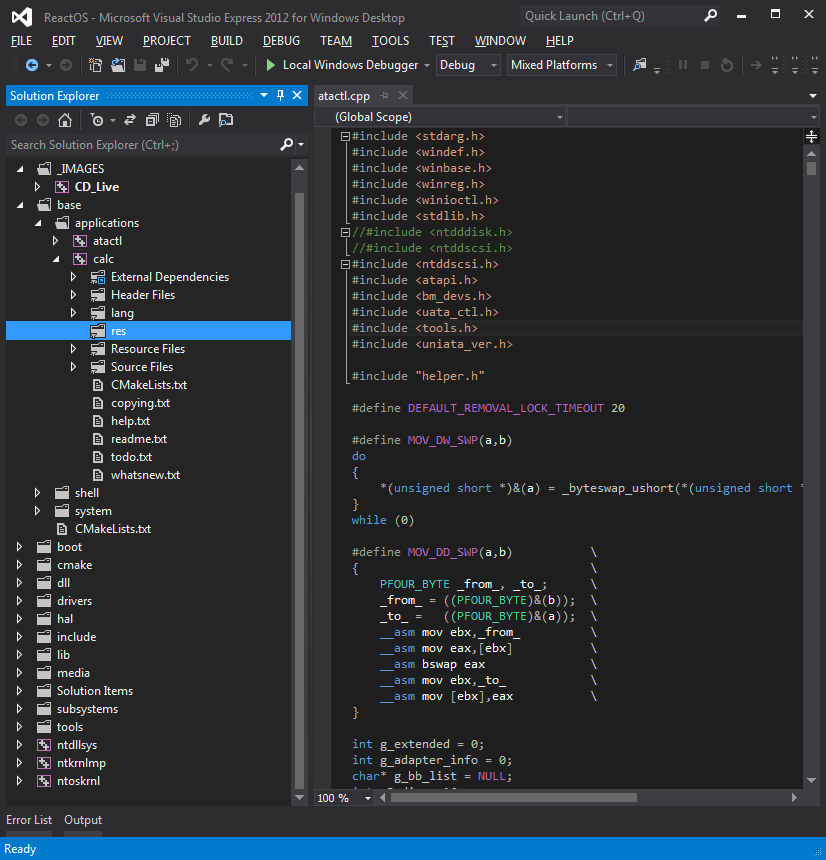 ReactOS - Microsoft Visual Studio Express 2012 for Windows Desktop
Quick Launch (Ctrl+Q)
FILE EDIT VIEW PROJECT BUILD DEBUG TEAM TOOLS TEST WINDOW HELP
Local Windows Debugger Debug Mixed Platforms
Solution Explorer
Search Solution Explorer (Ctrl+;)
_IMAGES
CD_Live
base
applications
atactl
calc
External Dependencies
Header Files
lang
res
Resource Files
Source Files
CMakeLists.txt
copying.txt
help.txt
readme.txt
todo.txt
whatsnew.txt
shell
system
CMakeLists.txt
boot
cmake
dll
drivers
hal
include
lib
media
Solution Items
subsystems
tools
ntdllsys
ntkrnlmp
ntoskrnl
atactl.cpp
(Global Scope)
#include <stdarg.h>
#include <windef.h>
#include <winbase.h>
#include <winreg.h>
#include <winioctl.h>
#include <stdlib.h>
//#include <ntdddisk.h>
//#include <ntddscsi.h>
#include <ntddscsi.h>
#include <atapi.h>
#include <bm_devs.h>
#include <uata_ctl.h>
#include <tools.h>
#include <uniata_ver.h>
#include "helper.h"
#define DEFAULT_REMOVAL_LOCK_TIMEOUT 20
#define MOV_DW_SWP(a,b)
do
{
*(unsigned short *)&(a) = _byteswap_ushort(*(unsigned short *
}
while (0)
#define MOV_DD_SWP(a,b) \
{ \
PFOUR_BYTE _from_, _to_; \
_from_ = ((PFOUR_BYTE)&(b)); \
_to_ = ((PFOUR_BYTE)&(a)); \
__asm mov ebx,_from_ \
__asm mov eax,[ebx] \
__asm bswap eax \
__asm mov ebx,_to_ \
__asm mov [ebx],eax \
}
int g_extended = 0;
int g_adapter_info = 0;
char* g_bb_list = NULL;
100 %
Error List Output
Ready